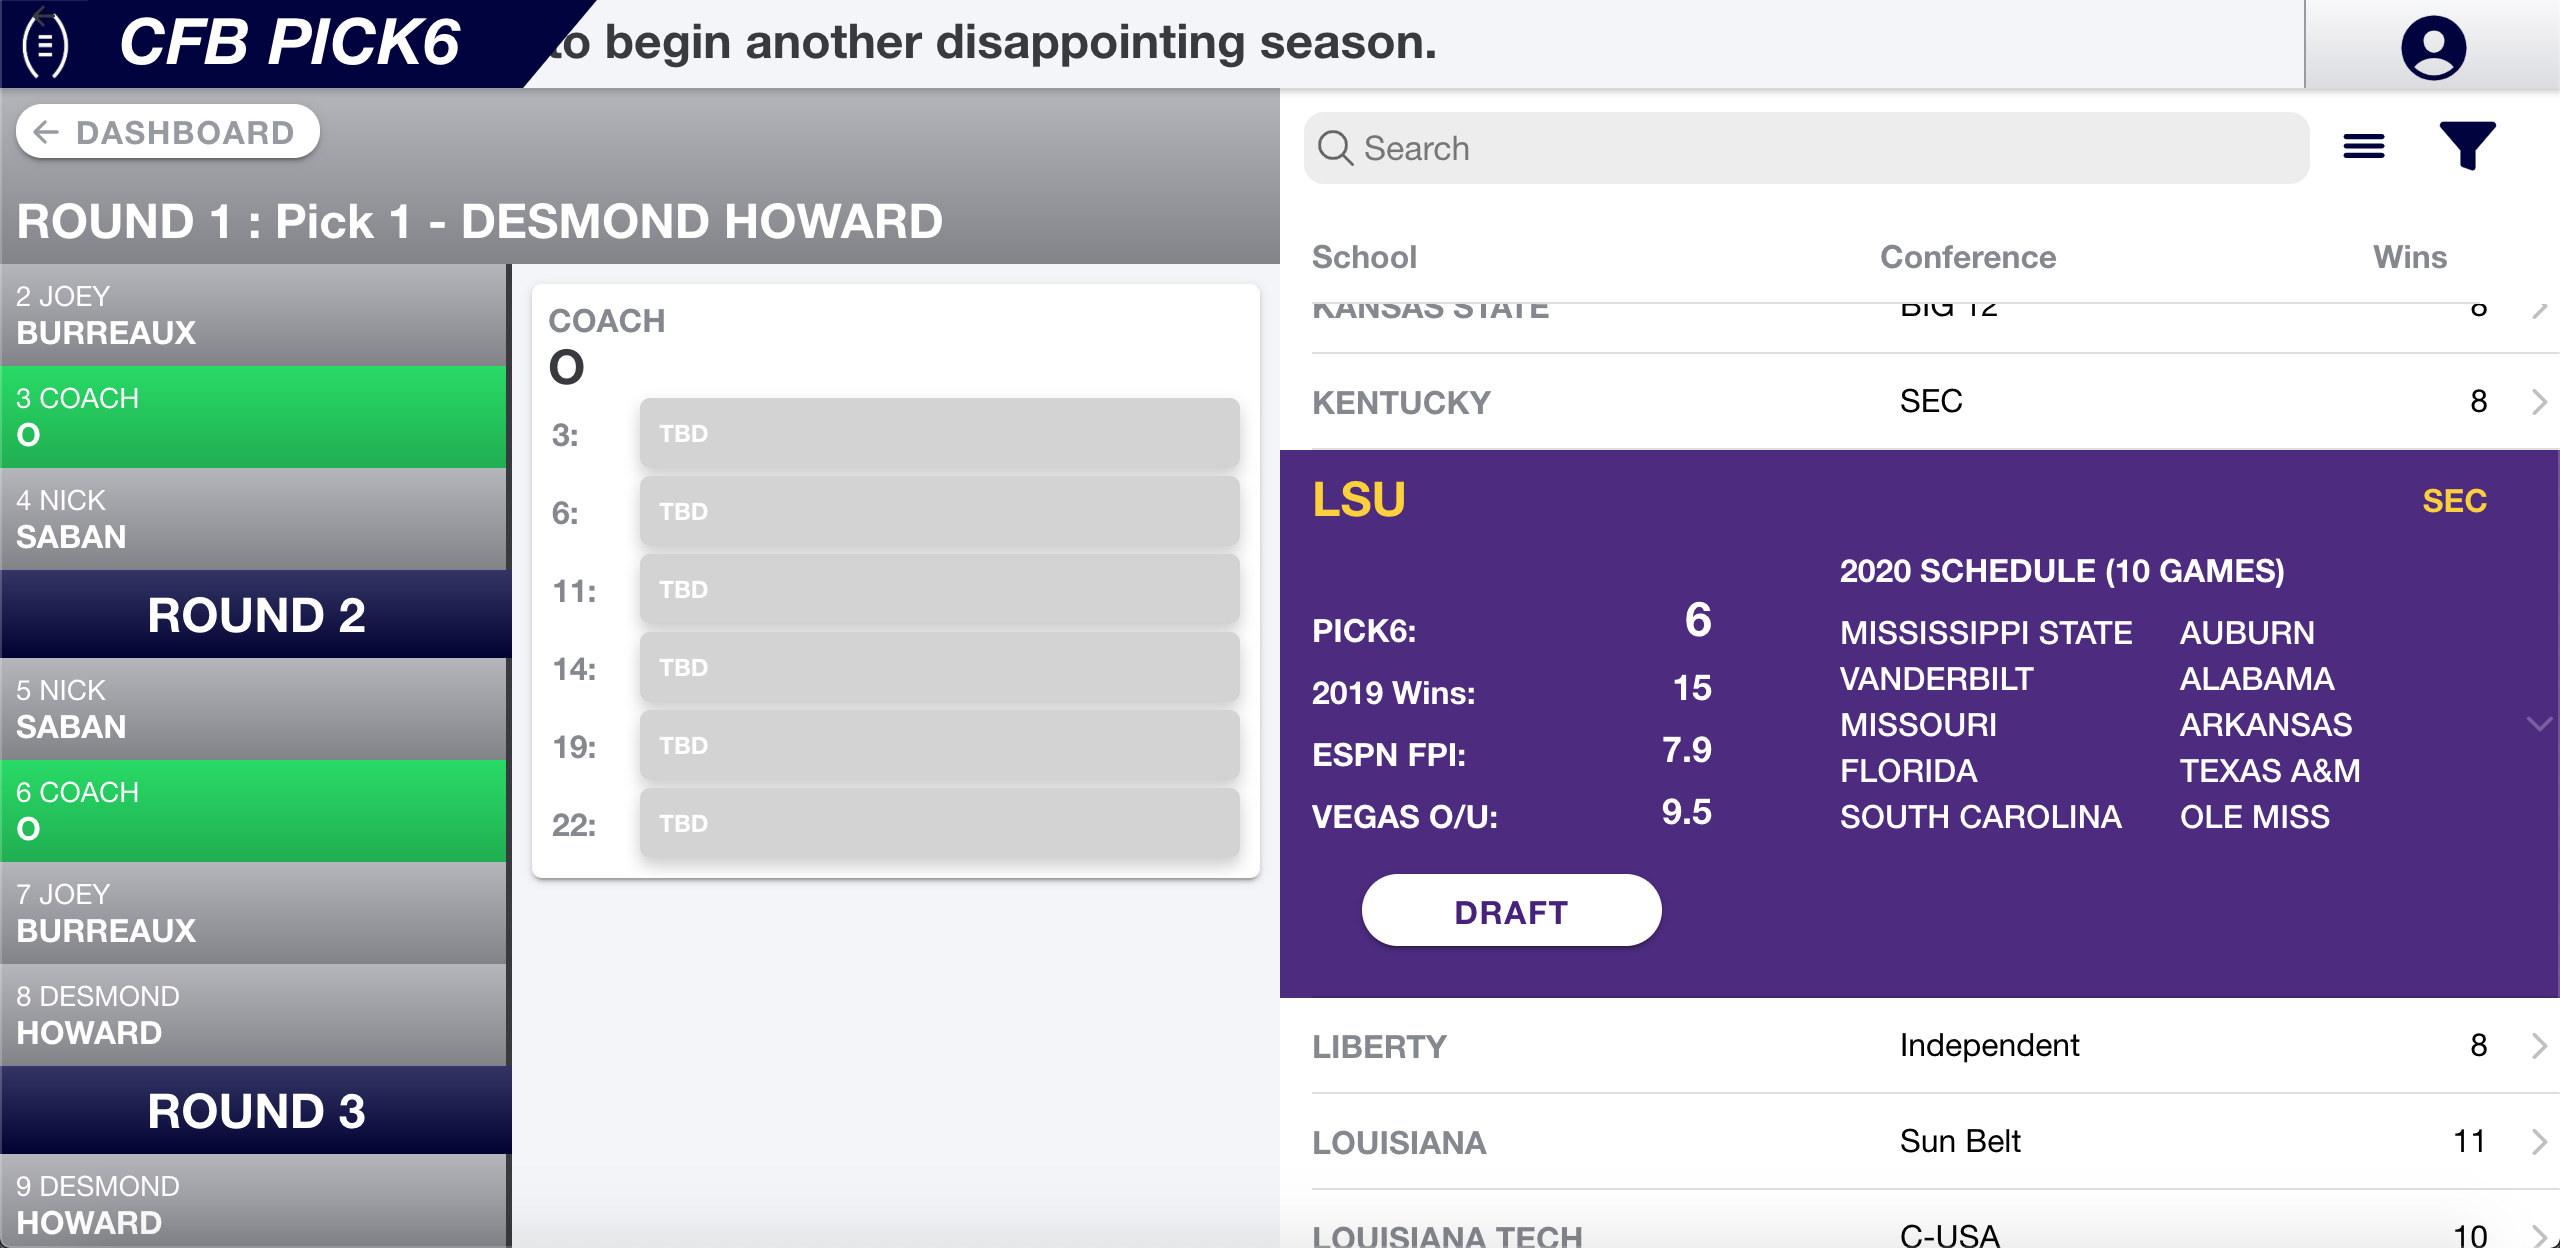 CFB PICK6
to begin another disappointing season.
DASHBOARD
ROUND 1 : Pick 1 - DESMOND HOWARD
2 JOEY
BURREAUX
3 COACH
O
4 NICK
SABAN
ROUND 2
5 NICK
SABAN
6 COACH
O
7 JOEY
BURREAUX
8 DESMOND
HOWARD
ROUND 3
9 DESMOND
HOWARD
COACH
O
3: TBD
6: TBD
11: TBD
14: TBD
19: TBD
22: TBD
Search
School Conference Wins
KANSAS STATE BIG 12 8
KENTUCKY SEC 8
LSU SEC
2020 SCHEDULE (10 GAMES)
PICK6: 6
2019 Wins: 15
ESPN FPI: 7.9
VEGAS O/U: 9.5
MISSISSIPPI STATE AUBURN
VANDERBILT ALABAMA
MISSOURI ARKANSAS
FLORIDA TEXAS A&M
SOUTH CAROLINA OLE MISS
DRAFT
LIBERTY Independent 8
LOUISIANA Sun Belt 11
LOUISIANA TECH C-USA 10